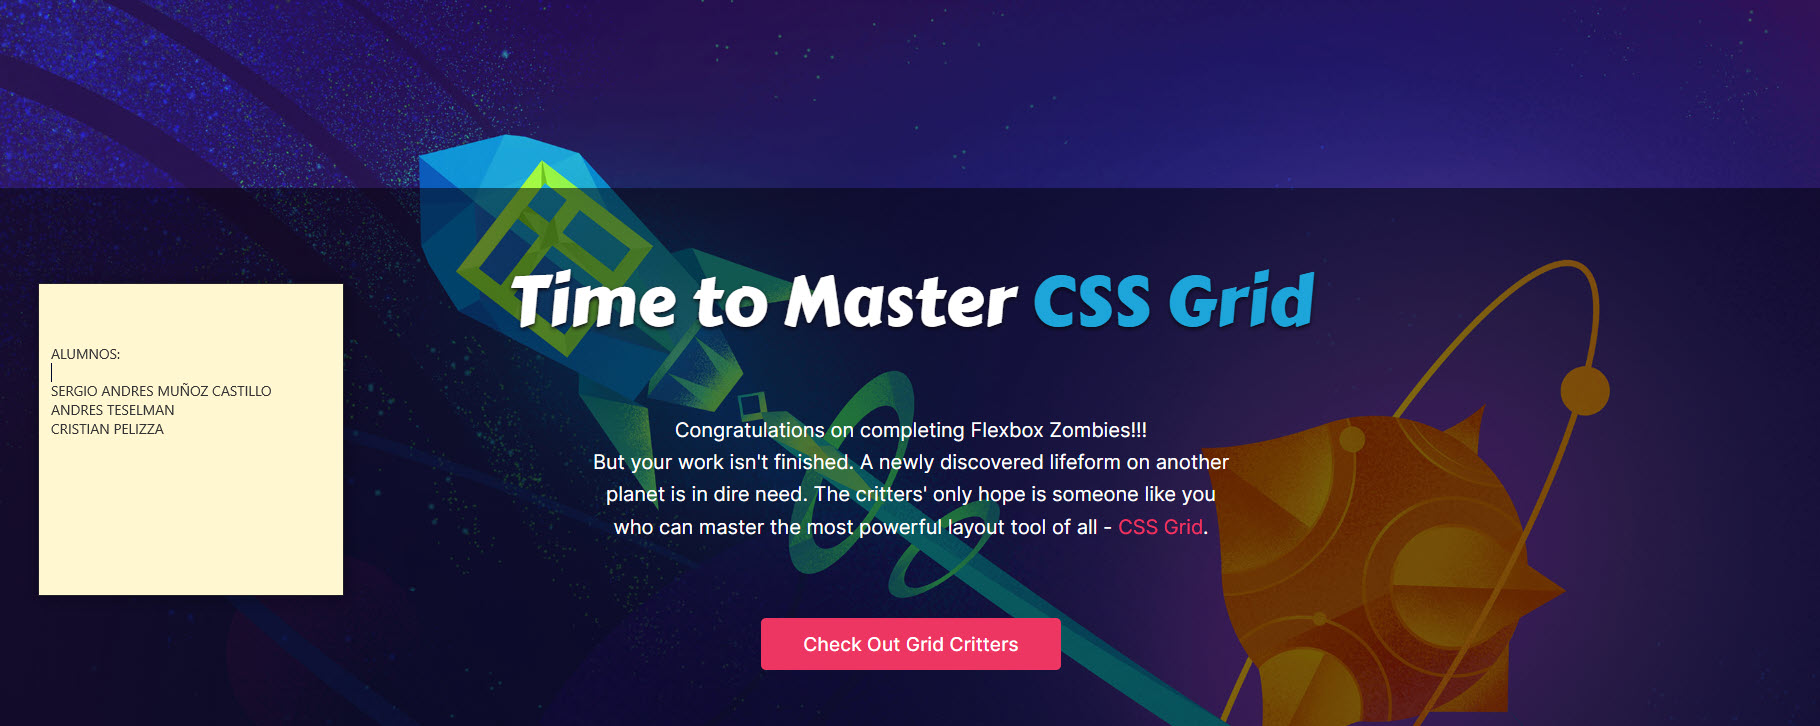 Time to Master CSS Grid
ALUMNOS:
SERGIO ANDRES MUÑOZ CASTILLO
ANDRES TESELMAN
CRISTIAN PELIZZA
Congratulations on completing Flexbox Zombies!!!
But your work isn't finished. A newly discovered lifeform on another
planet is in dire need. The critters' only hope is someone like you
who can master the most powerful layout tool of all - CSS Grid.
Check Out Grid Critters